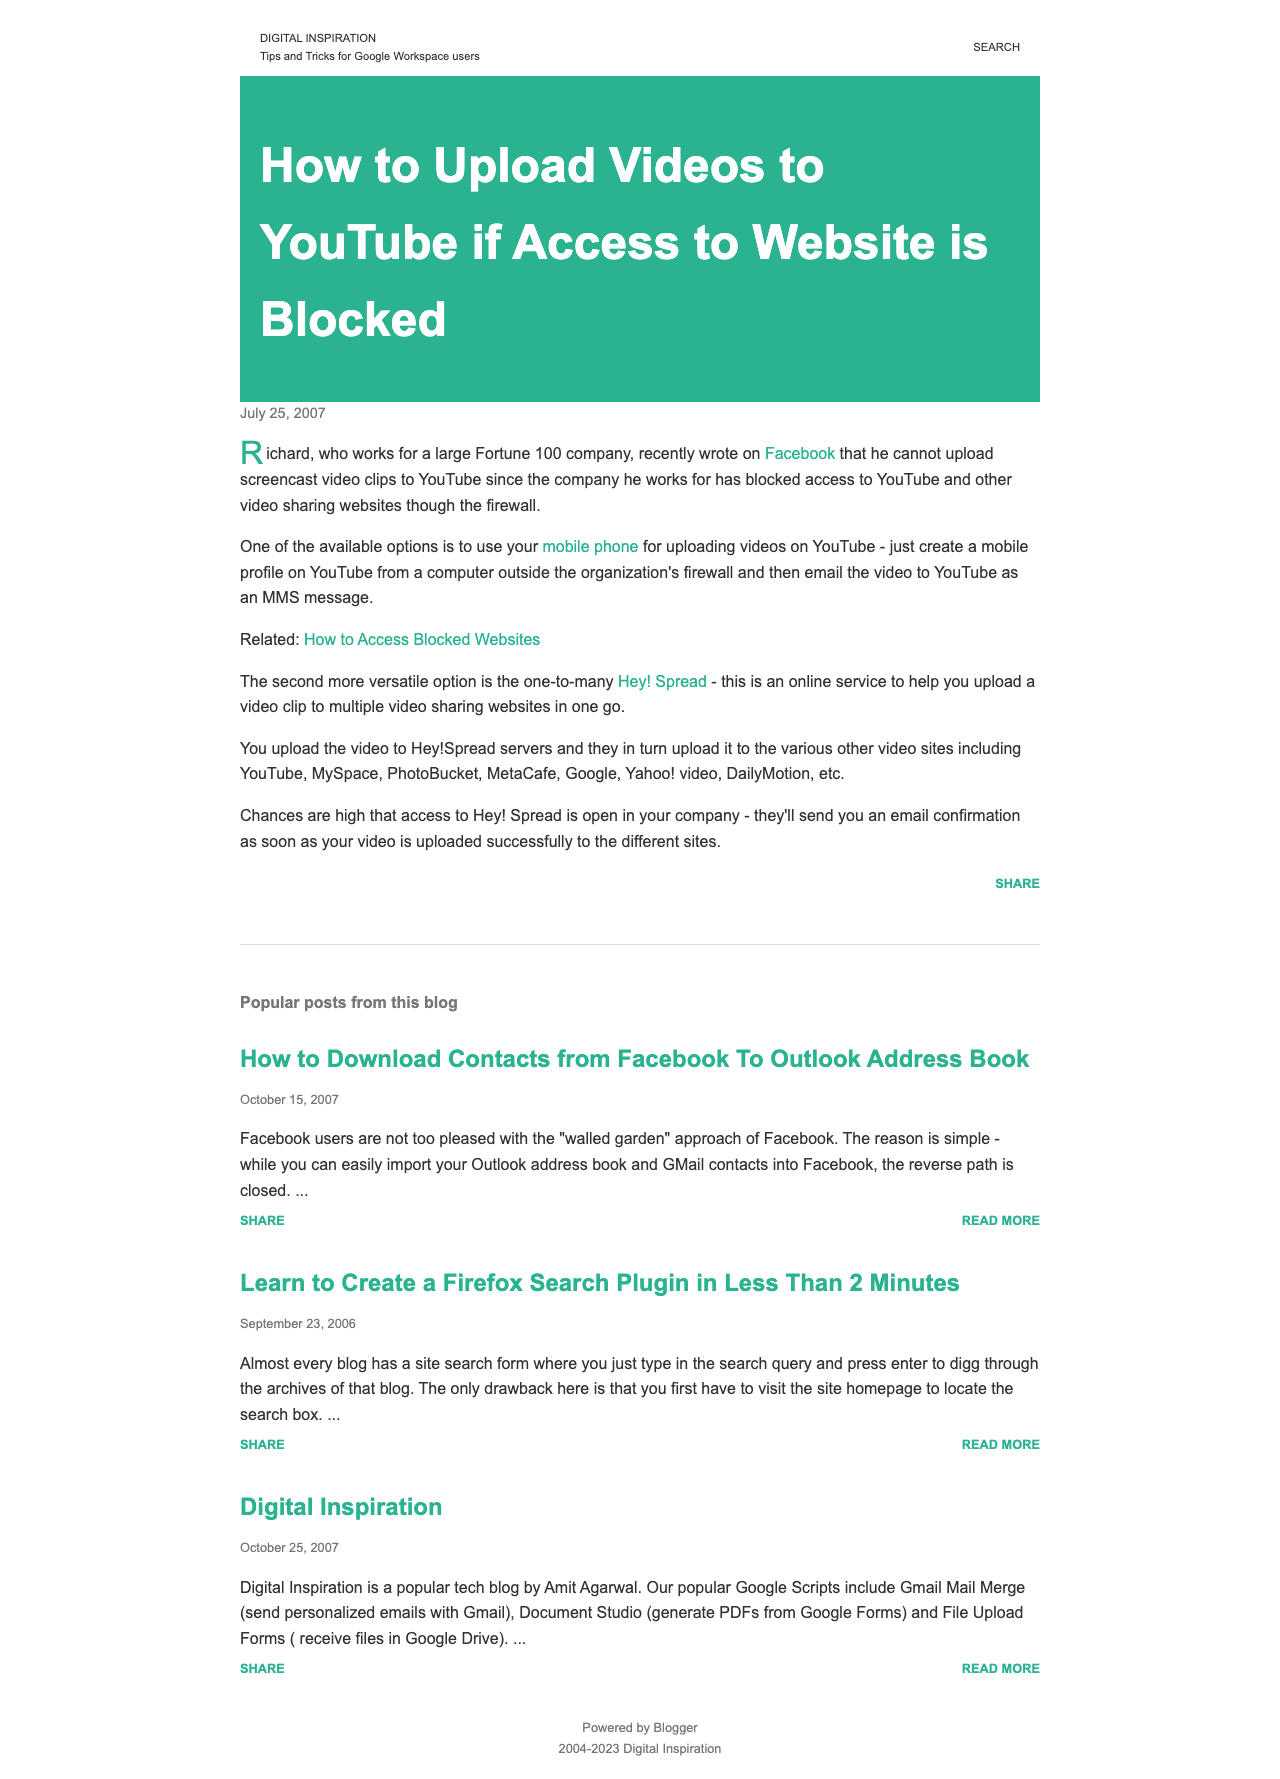 DIGITAL INSPIRATION
Tips and Tricks for Google Workspace users
SEARCH
How to Upload Videos to
YouTube if Access to Website is
Blocked
July 25, 2007
Richard, who works for a large Fortune 100 company, recently wrote on Facebook that he cannot upload
screencast video clips to YouTube since the company he works for has blocked access to YouTube and other
video sharing websites though the firewall.
One of the available options is to use your mobile phone for uploading videos on YouTube - just create a mobile
profile on YouTube from a computer outside the organization's firewall and then email the video to YouTube as
an MMS message.
Related: How to Access Blocked Websites
The second more versatile option is the one-to-many Hey! Spread - this is an online service to help you upload a
video clip to multiple video sharing websites in one go.
You upload the video to Hey!Spread servers and they in turn upload it to the various other video sites including
YouTube, MySpace, PhotoBucket, MetaCafe, Google, Yahoo! video, DailyMotion, etc.
Chances are high that access to Hey! Spread is open in your company - they'll send you an email confirmation
as soon as your video is uploaded successfully to the different sites.
SHARE
Popular posts from this blog
How to Download Contacts from Facebook To Outlook Address Book
October 15, 2007
Facebook users are not too pleased with the "walled garden" approach of Facebook. The reason is simple -
while you can easily import your Outlook address book and GMail contacts into Facebook, the reverse path is
closed. ...
SHARE READ MORE
Learn to Create a Firefox Search Plugin in Less Than 2 Minutes
September 23, 2006
Almost every blog has a site search form where you just type in the search query and press enter to digg through
the archives of that blog. The only drawback here is that you first have to visit the site homepage to locate the
search box. ...
SHARE READ MORE
Digital Inspiration
October 25, 2007
Digital Inspiration is a popular tech blog by Amit Agarwal. Our popular Google Scripts include Gmail Mail Merge
(send personalized emails with Gmail), Document Studio (generate PDFs from Google Forms) and File Upload
Forms ( receive files in Google Drive). ...
SHARE READ MORE
Powered by Blogger
2004-2023 Digital Inspiration